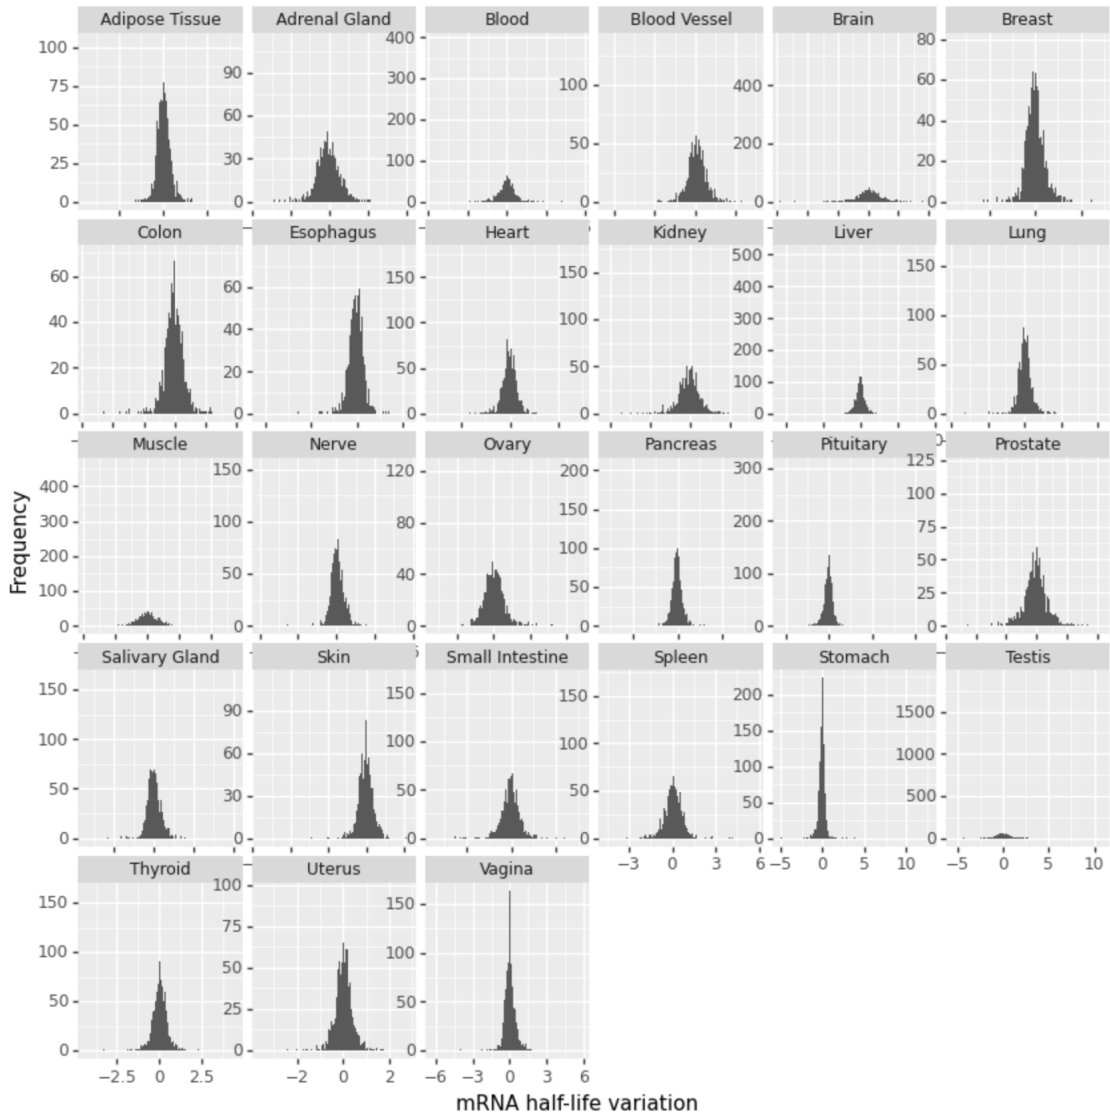 Adipose Tissue Adrenal Gland Blood Blood Vessel Brain Breast
100 75 50 25 0
90 60 30 0
400 300 200 100 0
100 50 0
400 200 0
80 60 40 20 0
Colon Esophagus Heart Kidney Liver Lung
60 40 20 0
60 40 20 0
150 100 50 0
150 100 50 0
500 400 300 200 100 0
150 100 50 0
Muscle Nerve Ovary Pancreas Pituitary Prostate
400 300 200 100 0
150 100 50 0
120 80 40 0
200 150 100 50 0
300 200 100 0
125 100 75 50 25 0
Salivary Gland Skin Small Intestine Spleen Stomach Testis
150 100 50 0
90 60 30 0
150 100 50 0
150 100 50 0
200 150 100 50 0
1500 1000 500 0
−3 0 3 6
−5 0 5 10
−5 0 5 10
Thyroid Uterus Vagina
150 100 50 0
100 75 50 25 0
150 100 50 0
−2.5 0 2.5
−2 0 2
−6 −3 0 3 6
Frequency
mRNA half-life variation